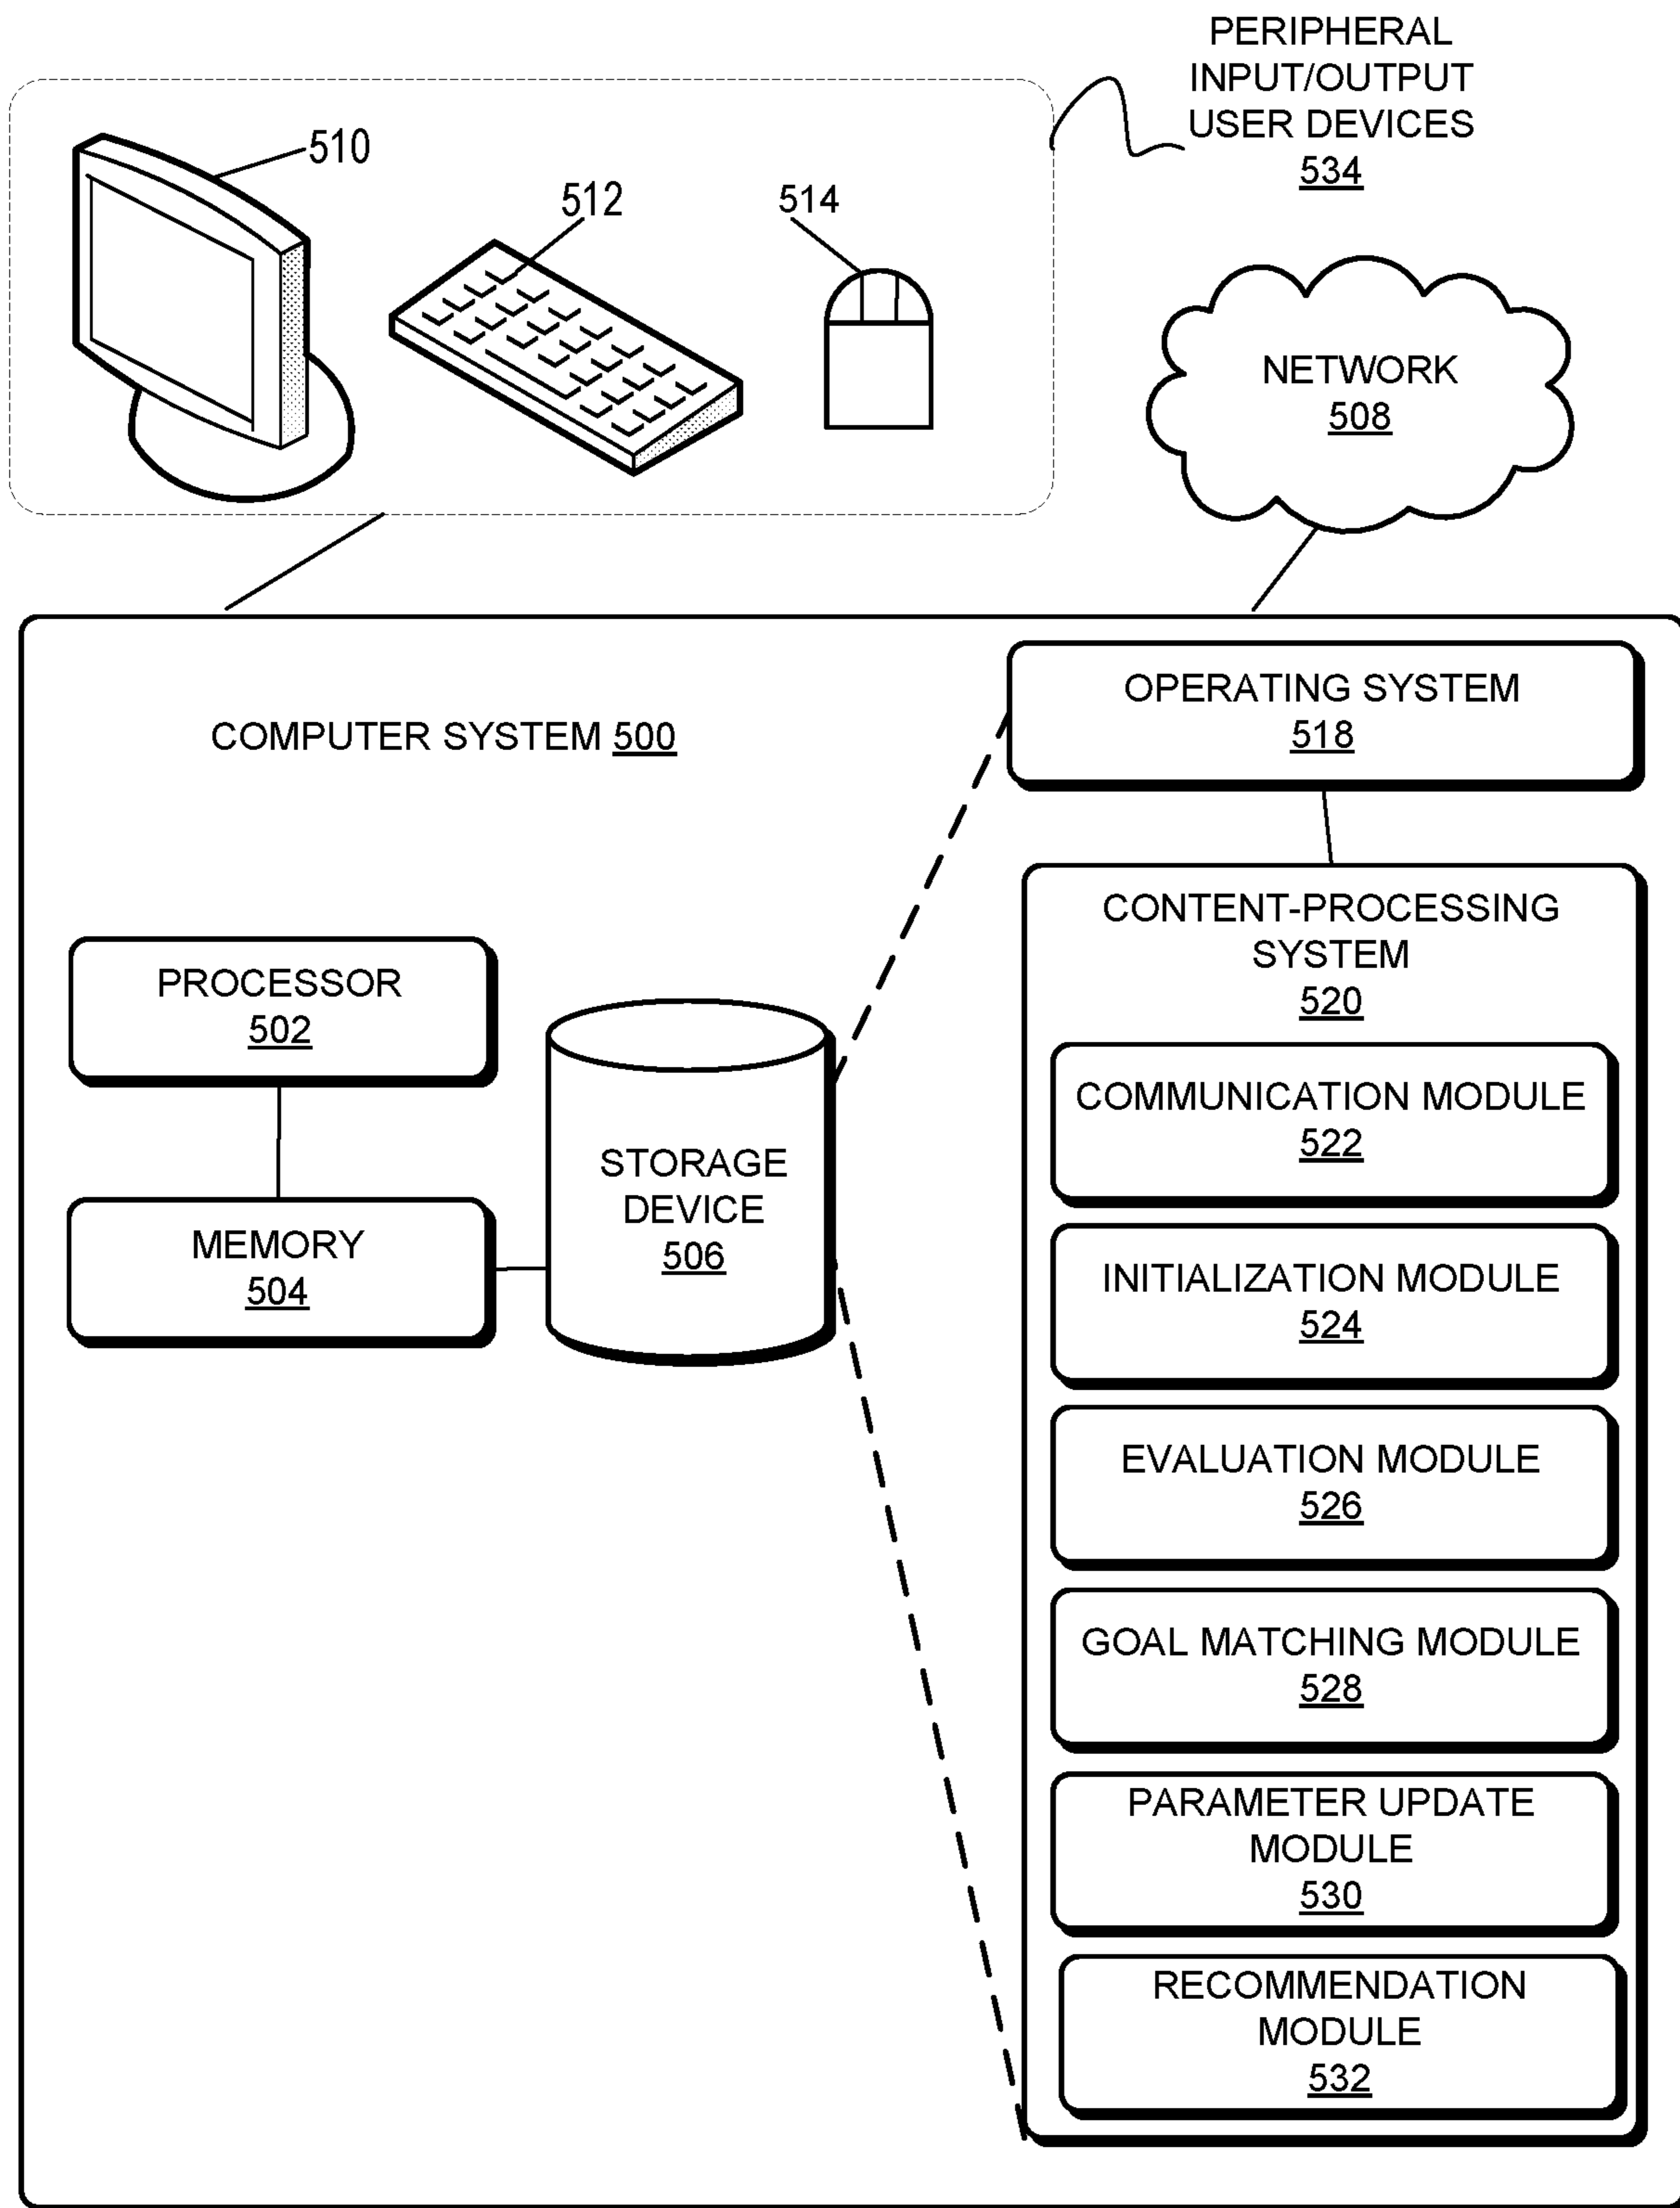 PERIPHERAL
INPUT/OUTPUT
USER DEVICES
534
510
512
514
NETWORK
508
COMPUTER SYSTEM 500
OPERATING SYSTEM
518
PROCESSOR
502
MEMORY
504
STORAGE
DEVICE
506
CONTENT-PROCESSING
SYSTEM
520
COMMUNICATION MODULE
522
INITIALIZATION MODULE
524
EVALUATION MODULE
526
GOAL MATCHING MODULE
528
PARAMETER UPDATE
MODULE
530
RECOMMENDATION
MODULE
532